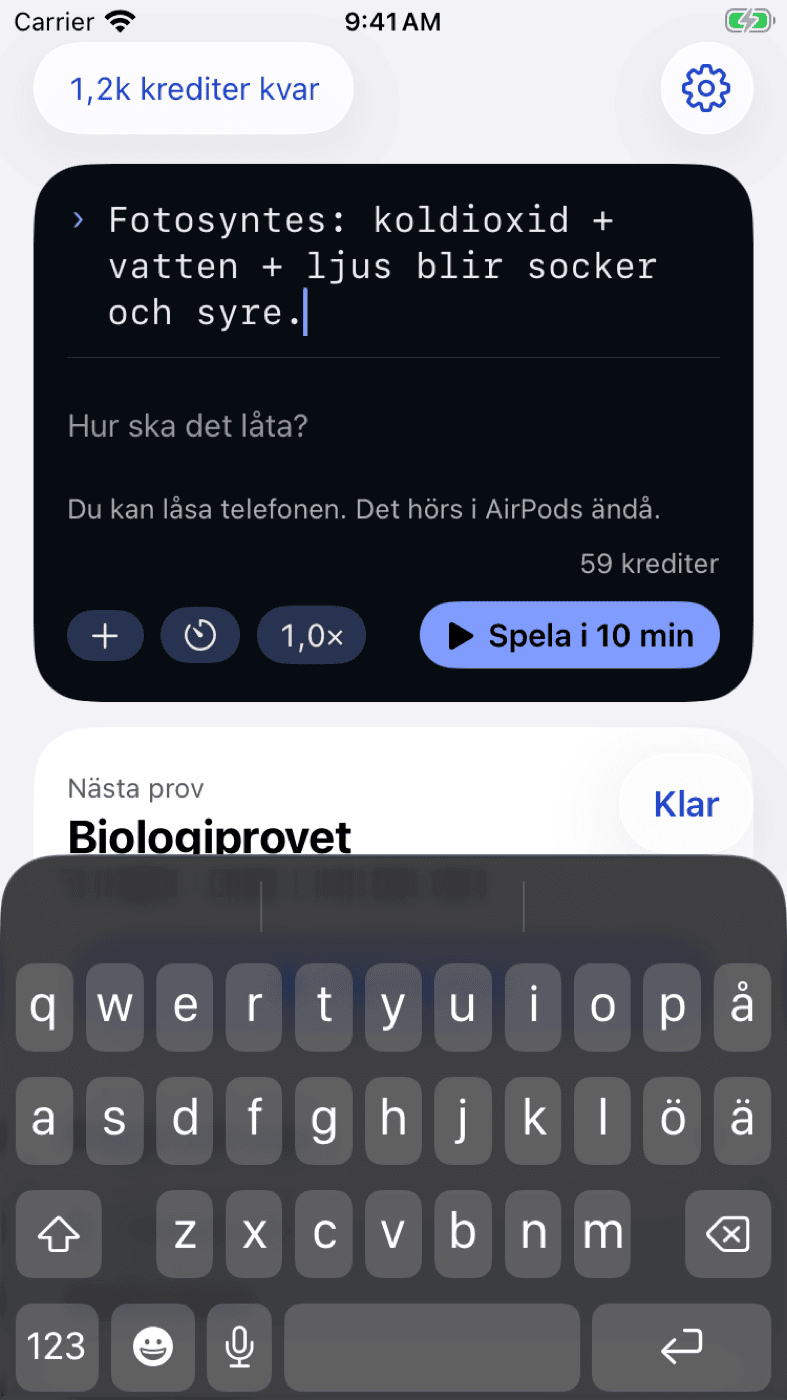 Carrier 9:41 AM
1,2k krediter kvar
› Fotosyntes: koldioxid +
vatten + ljus blir socker
och syre.
Hur ska det låta?
Du kan låsa telefonen. Det hörs i AirPods ändå.
59 krediter
1,0× Spela i 10 min
Nästa prov
Klar
Biologiprovet
q w e r t y u i o p å
a s d f g h j k l ö ä
z x c v b n m
123